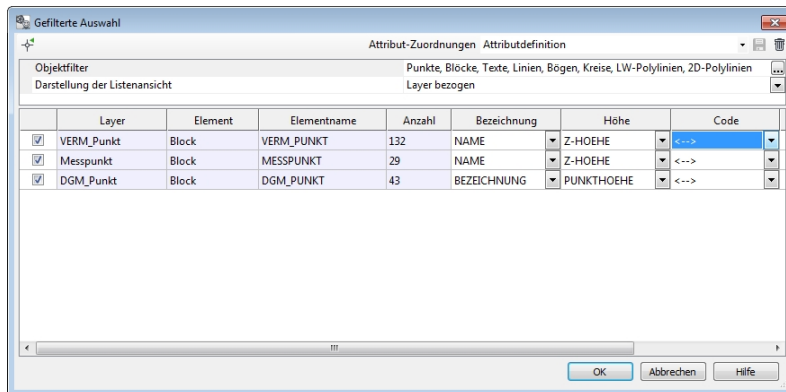 Gefilterte Auswahl
Attribut-Zuordnungen Attributdefinition
Objektfilter Punkte, Blöcke, Texte, Linien, Bögen, Kreise, LW-Polylinien, 2D-Polylinien ...
Darstellung der Listenansicht Layer bezogen
Layer Element Elementname Anzahl Bezeichnung Höhe Code
VERM_Punkt Block VERM_PUNKT 132 NAME Z-HOEHE <-->
Messpunkt Block MESSPUNKT 29 NAME Z-HOEHE <-->
DGM_Punkt Block DGM_PUNKT 43 BEZEICHNUNG PUNKTHOEHE <-->
OK Abbrechen Hilfe